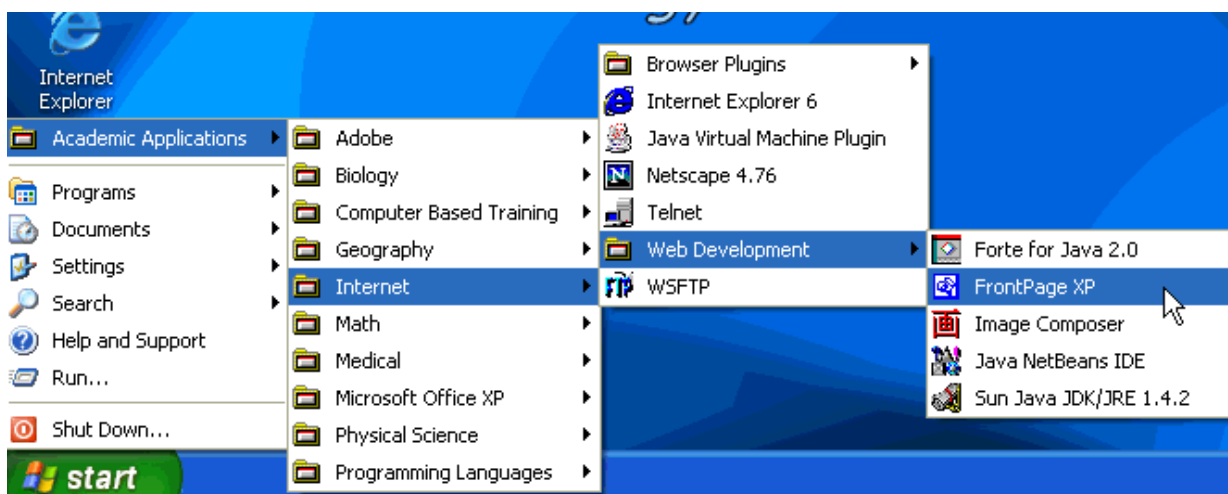 Internet
Explorer
Academic Applications
Programs
Documents
Settings
Search
Help and Support
Run...
Shut Down...
start
Adobe
Biology
Computer Based Training
Geography
Internet
Math
Medical
Microsoft Office XP
Physical Science
Programming Languages
Browser Plugins
Internet Explorer 6
Java Virtual Machine Plugin
Netscape 4.76
Telnet
Web Development
WSFTP
Forte for Java 2.0
FrontPage XP
Image Composer
Java NetBeans IDE
Sun Java JDK/JRE 1.4.2